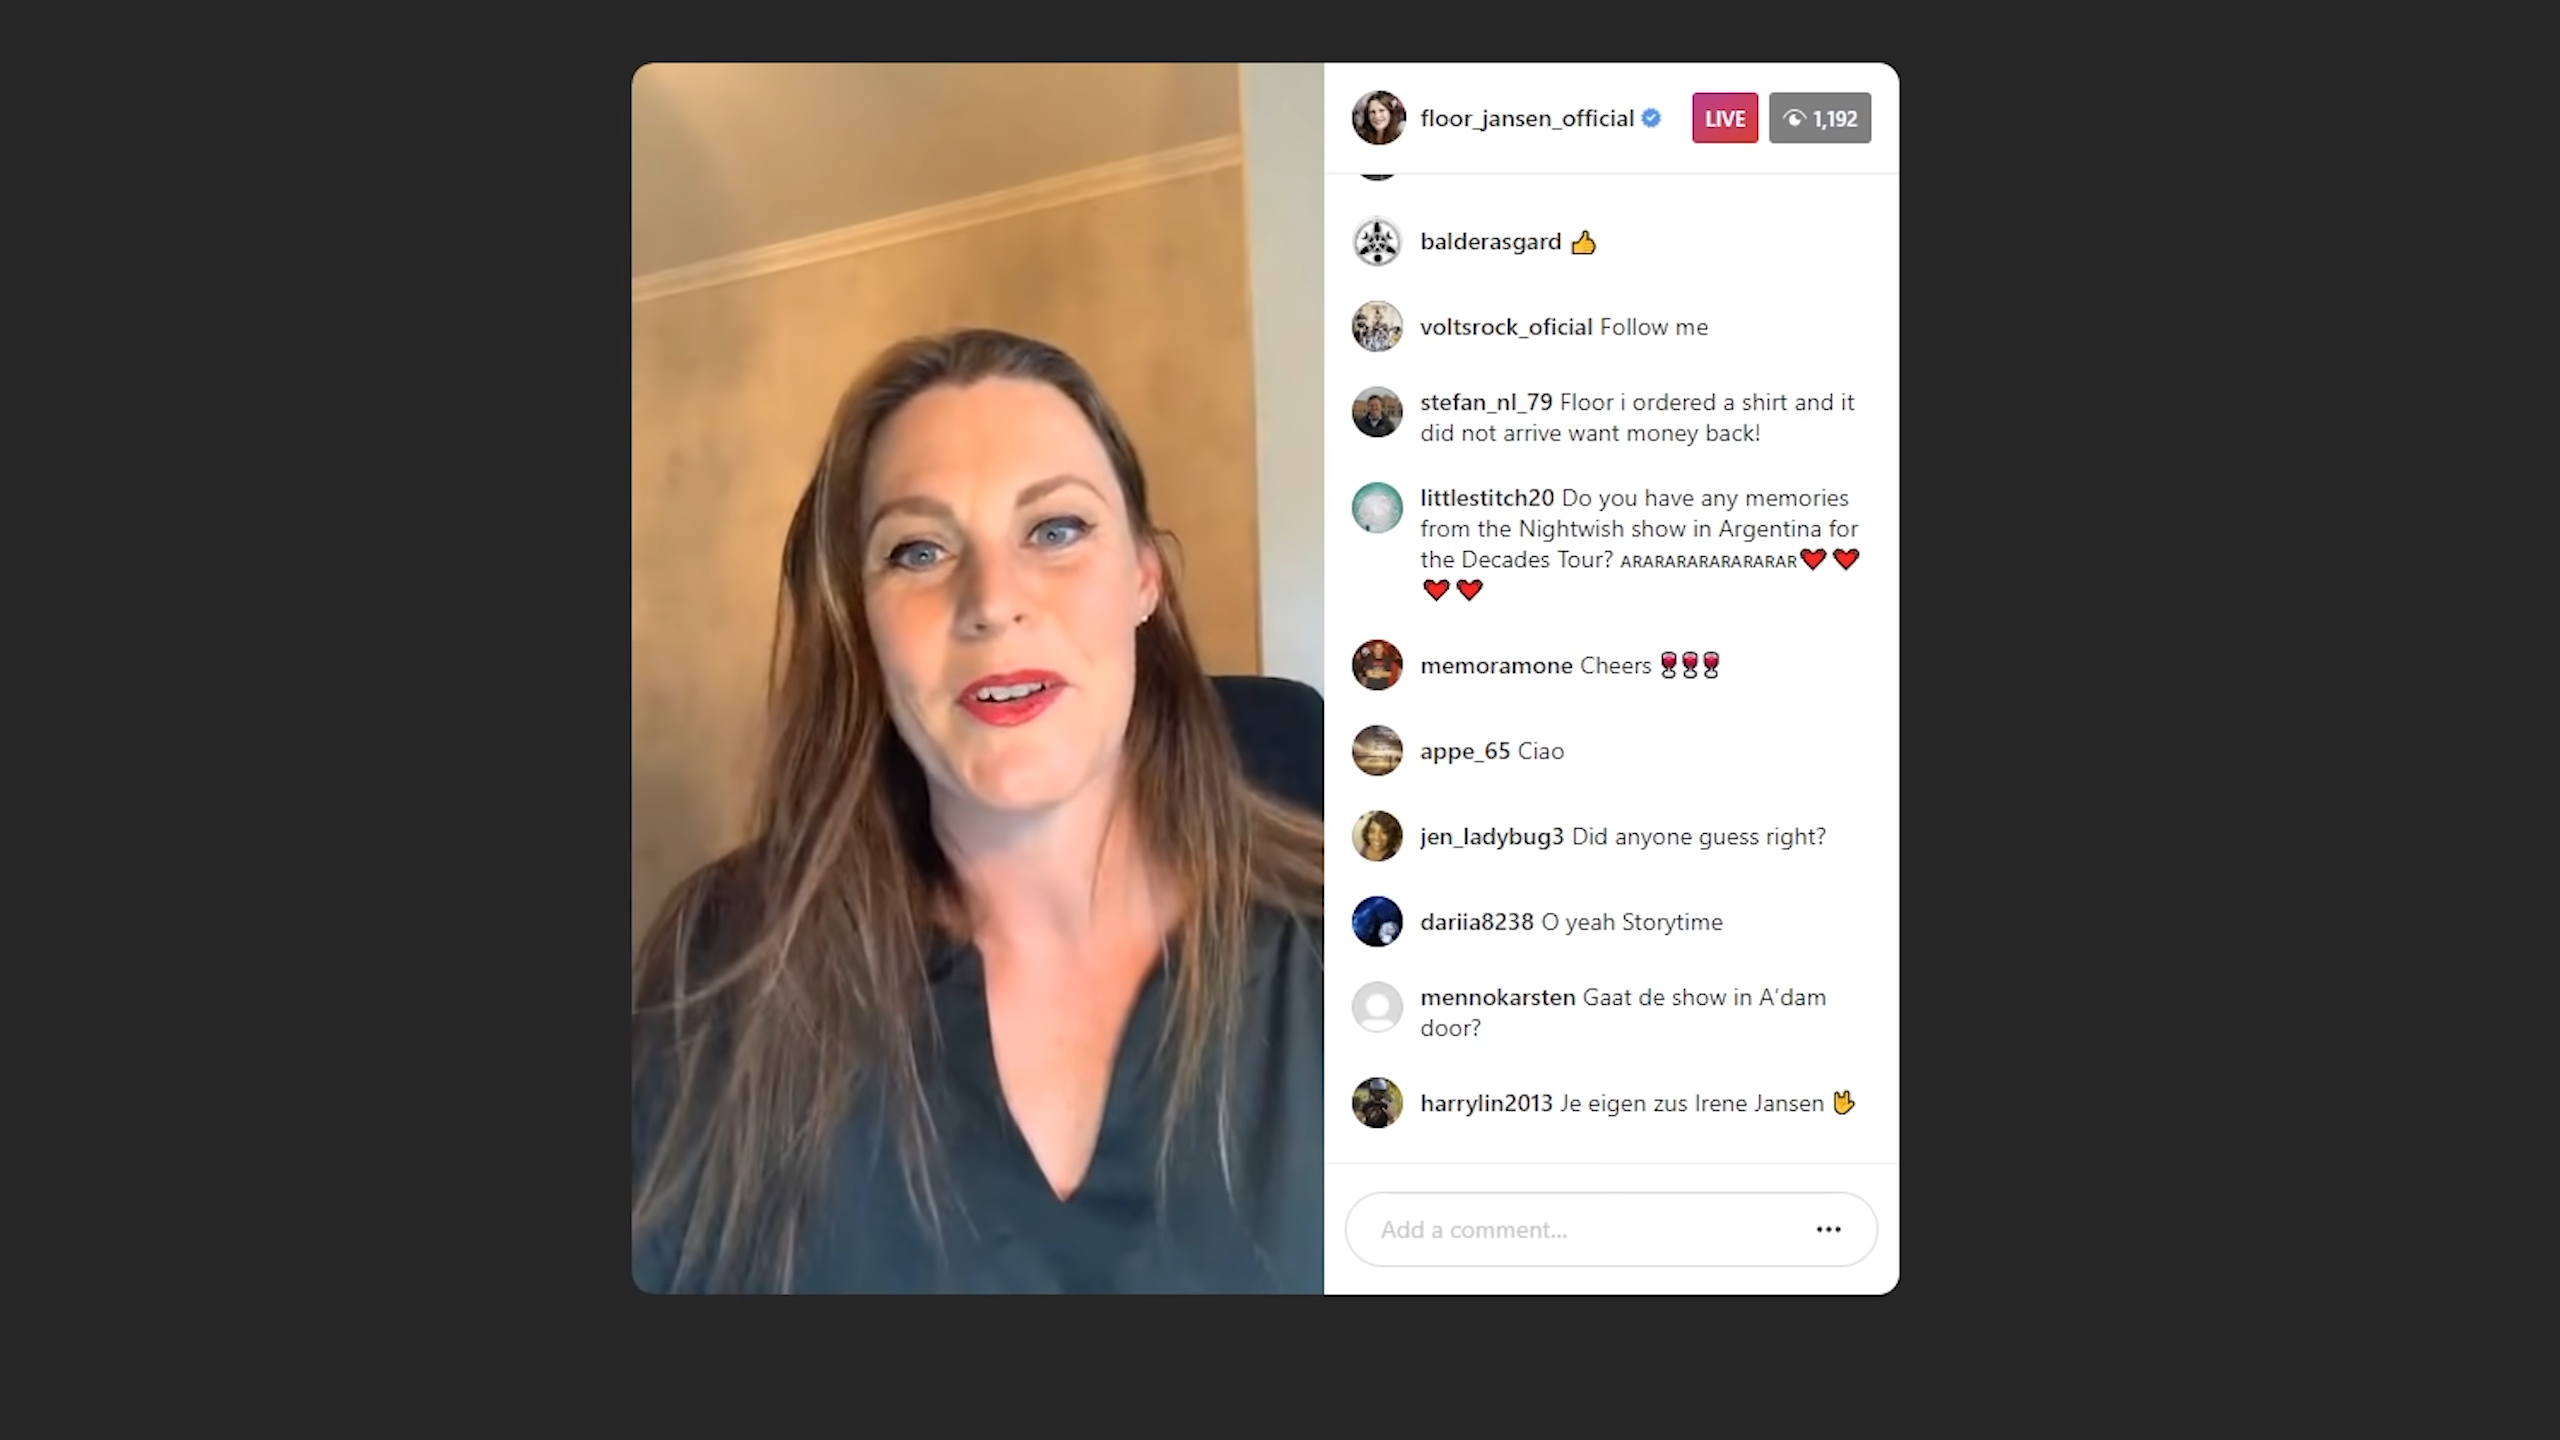 floor_jansen_official LIVE 1,192
balderasgard 👍
voltsrock_oficial Follow me
stefan_nl_79 Floor i ordered a shirt and it
did not arrive want money back!
littlestitch20 Do you have any memories
from the Nightwish show in Argentina for
the Decades Tour? ᴀʀᴀʀᴀʀᴀʀᴀʀᴀʀᴀʀᴀʀ❤️❤️
❤️❤️
memoramone Cheers 🍷🍷🍷
appe_65 Ciao
jen_ladybug3 Did anyone guess right?
dariia8238 O yeah Storytime
mennokarsten Gaat de show in A’dam
door?
harrylin2013 Je eigen zus Irene Jansen 🤟
Add a comment... •••